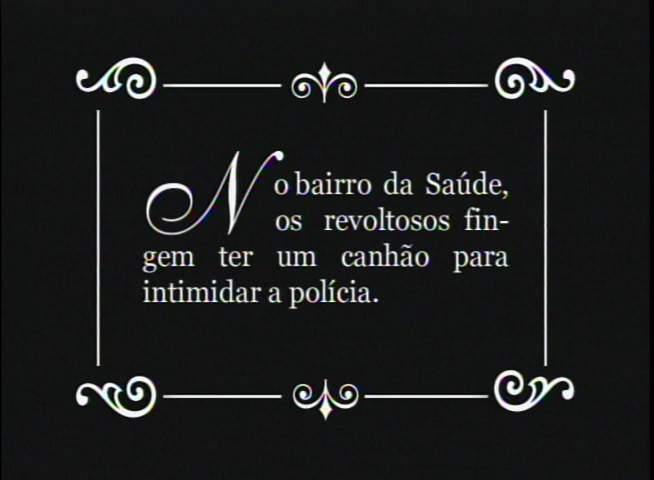 No bairro da Saúde,
os revoltosos fin-
gem ter um canhão para
intimidar a polícia.